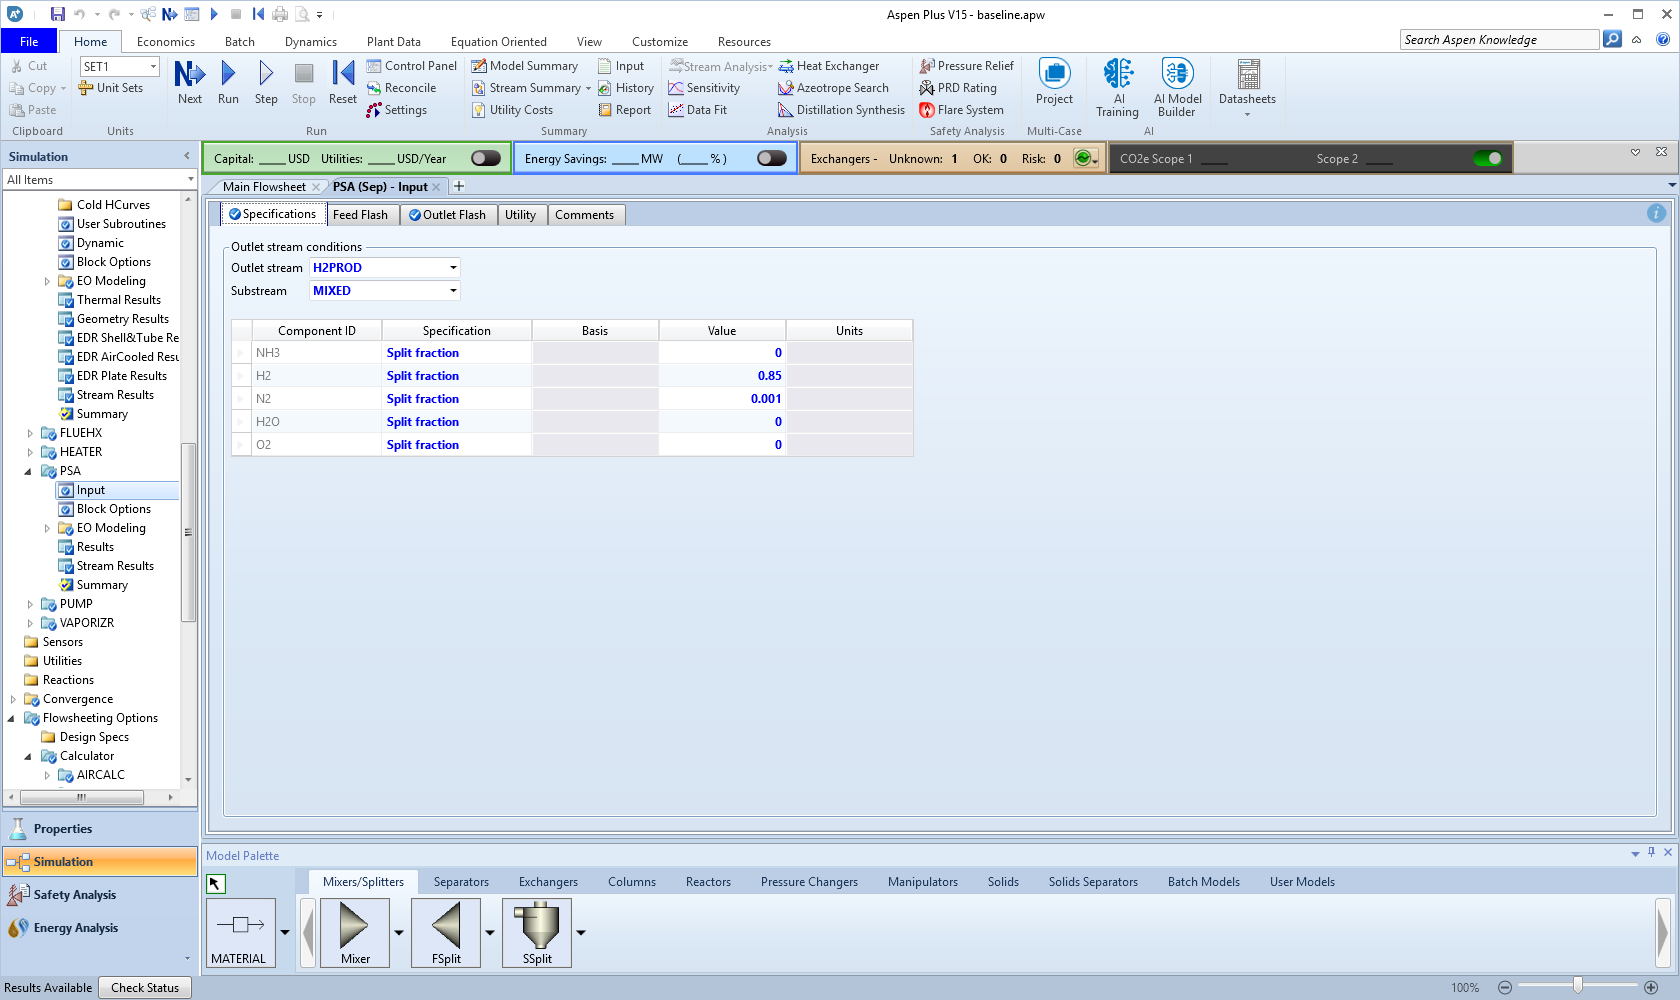 Aspen Plus V15 - baseline.apw
File Home Economics Batch Dynamics Plant Data Equation Oriented View Customize Resources Search Aspen Knowledge
Cut SET1 Control Panel Model Summary Input Stream Analysis Heat Exchanger Pressure Relief
Copy Unit Sets Next Run Step Stop Reset Reconcile Stream Summary History Sensitivity Azeotrope Search PRD Rating Project AI Training AI Model Builder Datasheets
Paste Settings Utility Costs Report Data Fit Distillation Synthesis Flare System
Clipboard Units Run Summary Analysis Safety Analysis Multi-Case AI
Simulation
Capital: ____ USD Utilities: ____ USD/Year Energy Savings: ____ MW (____ %) Exchangers - Unknown: 1 OK: 0 Risk: 0 CO2e Scope 1 ____ Scope 2 ____
All Items
Main Flowsheet PSA (Sep) - Input
Specifications Feed Flash Outlet Flash Utility Comments
Outlet stream conditions
Outlet stream H2PROD
Substream MIXED
Component ID Specification Basis Value Units
NH3 Split fraction 0
H2 Split fraction 0.85
N2 Split fraction 0.001
H2O Split fraction 0
O2 Split fraction 0
Cold HCurves
User Subroutines
Dynamic
Block Options
EO Modeling
Thermal Results
Geometry Results
EDR Shell&Tube Re
EDR AirCooled Resu
EDR Plate Results
Stream Results
Summary
FLUEHX
HEATER
PSA
Input
Block Options
EO Modeling
Results
Stream Results
Summary
PUMP
VAPORIZR
Sensors
Utilities
Reactions
Convergence
Flowsheeting Options
Design Specs
Calculator
AIRCALC
Properties
Simulation
Safety Analysis
Energy Analysis
Model Palette
Mixers/Splitters Separators Exchangers Columns Reactors Pressure Changers Manipulators Solids Solids Separators Batch Models User Models
MATERIAL Mixer FSplit SSplit
Results Available Check Status 100%